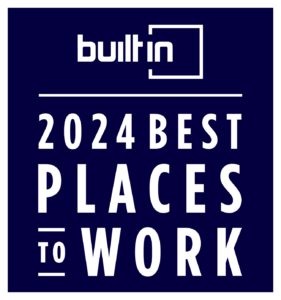 builtin
2024 BEST
PLACES
TO WORK